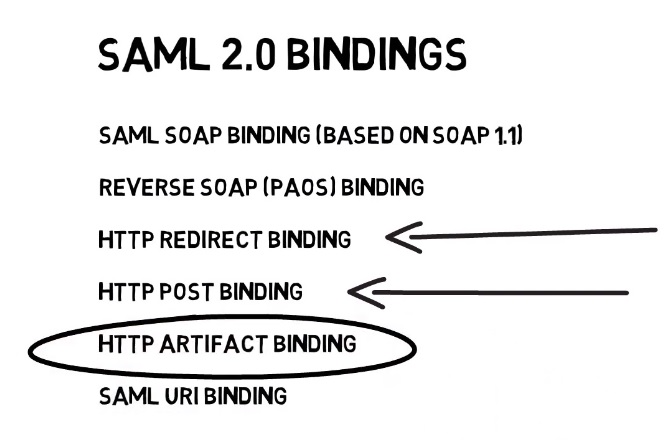 SAML 2.0 BINDINGS
SAML SOAP BINDING (BASED ON SOAP 1.1)
REVERSE SOAP (PAOS) BINDING
HTTP REDIRECT BINDING
HTTP POST BINDING
HTTP ARTIFACT BINDING
SAML URI BINDING